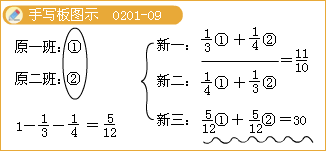 手写板图示 0201-09
原一班：①
原二班：②
1-1/3-1/4=5/12
新一：1/3①+1/4②
新二：1/4①+1/3②
=11/10
新三：5/12①+5/12②=30